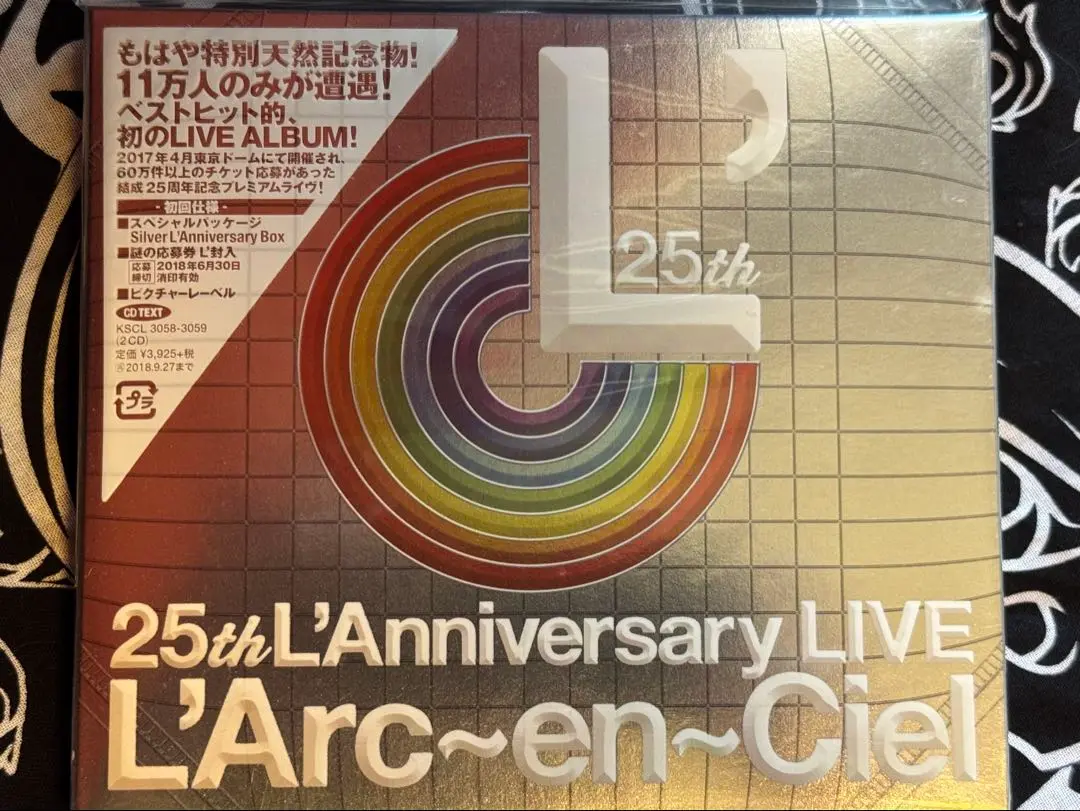 もはや特別天然記念物!
11万人のみが遭遇!
ベストヒット的、
初のLIVE ALBUM!
2017年4月東京ドームにて開催され、
60万件以上のチケット応募があった
結成25周年記念プレミアムライヴ!
- 初回仕様 -
■スペシャルパッケージ
Silver L'Anniversary Box
■謎の応募券 L'封入
応募締切 2018年6月30日
消印有効
■ピクチャーレーベル
CD TEXT
KSCL 3058-3059
(2CD)
定価 ¥3,925+税
2018.9.27まで
プラ
L'
25th
25th L'Anniversary LIVE
L'Arc~en~Ciel